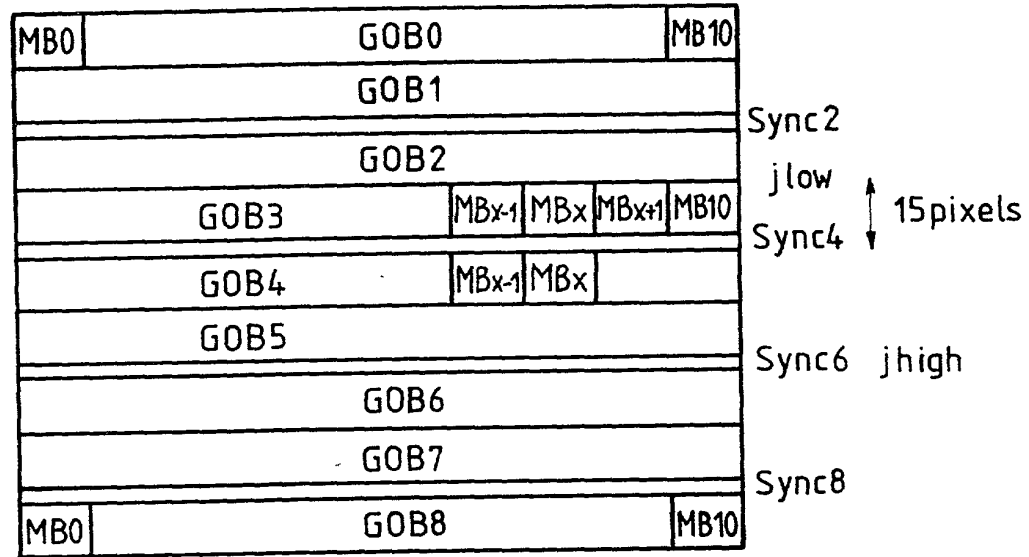 MB0 GOB0 MB10
GOB1
Sync2
GOB2
jlow
GOB3 MBx-1 MBx MBx+1 MB10
15pixels
Sync4
GOB4 MBx-1 MBx
GOB5
Sync6 jhigh
GOB6
GOB7
Sync8
MB0 GOB8 MB10